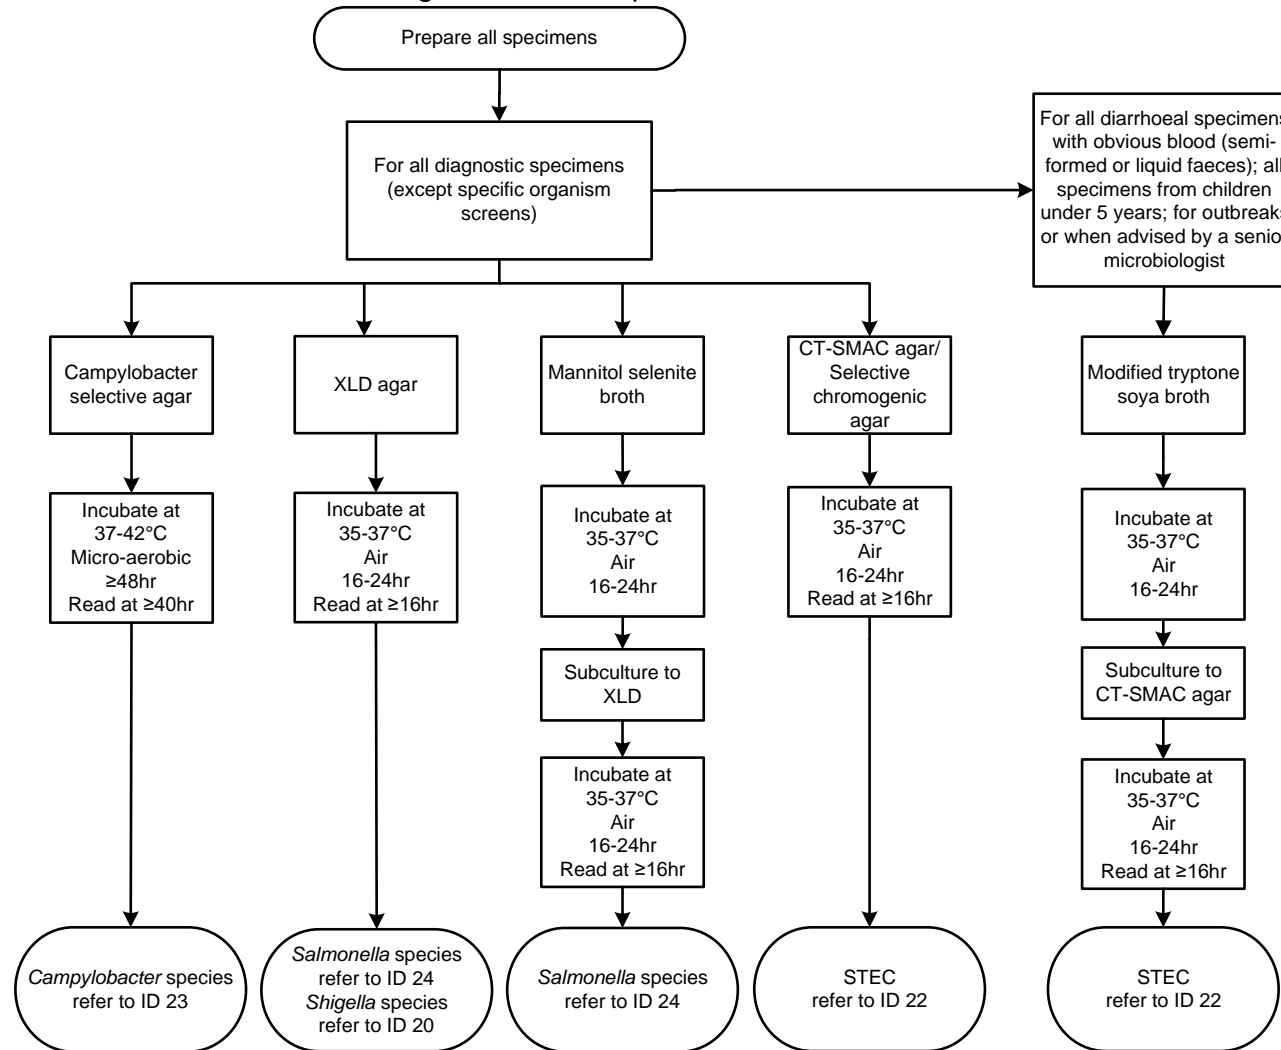 Prepare all specimens
For all diagnostic specimens
(except specific organism
screens)
For all diarrhoeal specimens
with obvious blood (semi-
formed or liquid faeces); all
specimens from children
under 5 years; for outbreaks
or when advised by a senio
microbiologist
Campylobacter
selective agar
XLD agar
Mannitol selenite
broth
CT-SMAC agar/
Selective
chromogenic
agar
Modified tryptone
soya broth
Incubate at
37-42°C
Micro-aerobic
≥48hr
Read at ≥40hr
Incubate at
35-37°C
Air
16-24hr
Read at ≥16hr
Incubate at
35-37°C
Air
16-24hr
Incubate at
35-37°C
Air
16-24hr
Read at ≥16hr
Incubate at
35-37°C
Air
16-24hr
Subculture to
XLD
Subculture to
CT-SMAC agar
Incubate at
35-37°C
Air
16-24hr
Read at ≥16hr
Incubate at
35-37°C
Air
16-24hr
Read at ≥16hr
Campylobacter species
refer to ID 23
Salmonella species
refer to ID 24
Shigella species
refer to ID 20
Salmonella species
refer to ID 24
STEC
refer to ID 22
STEC
refer to ID 22